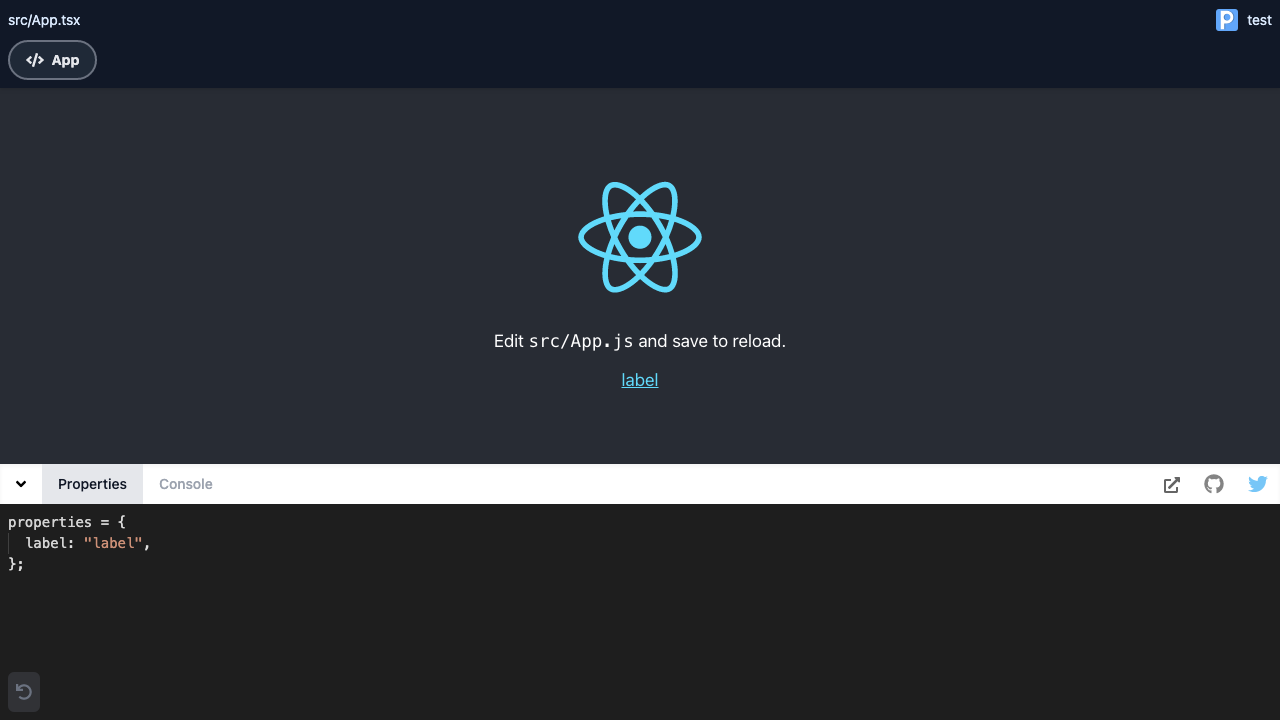 src/App.tsx
P test
</> App
Edit src/App.js and save to reload.
label
Properties Console
properties = {
  label: "label",
};